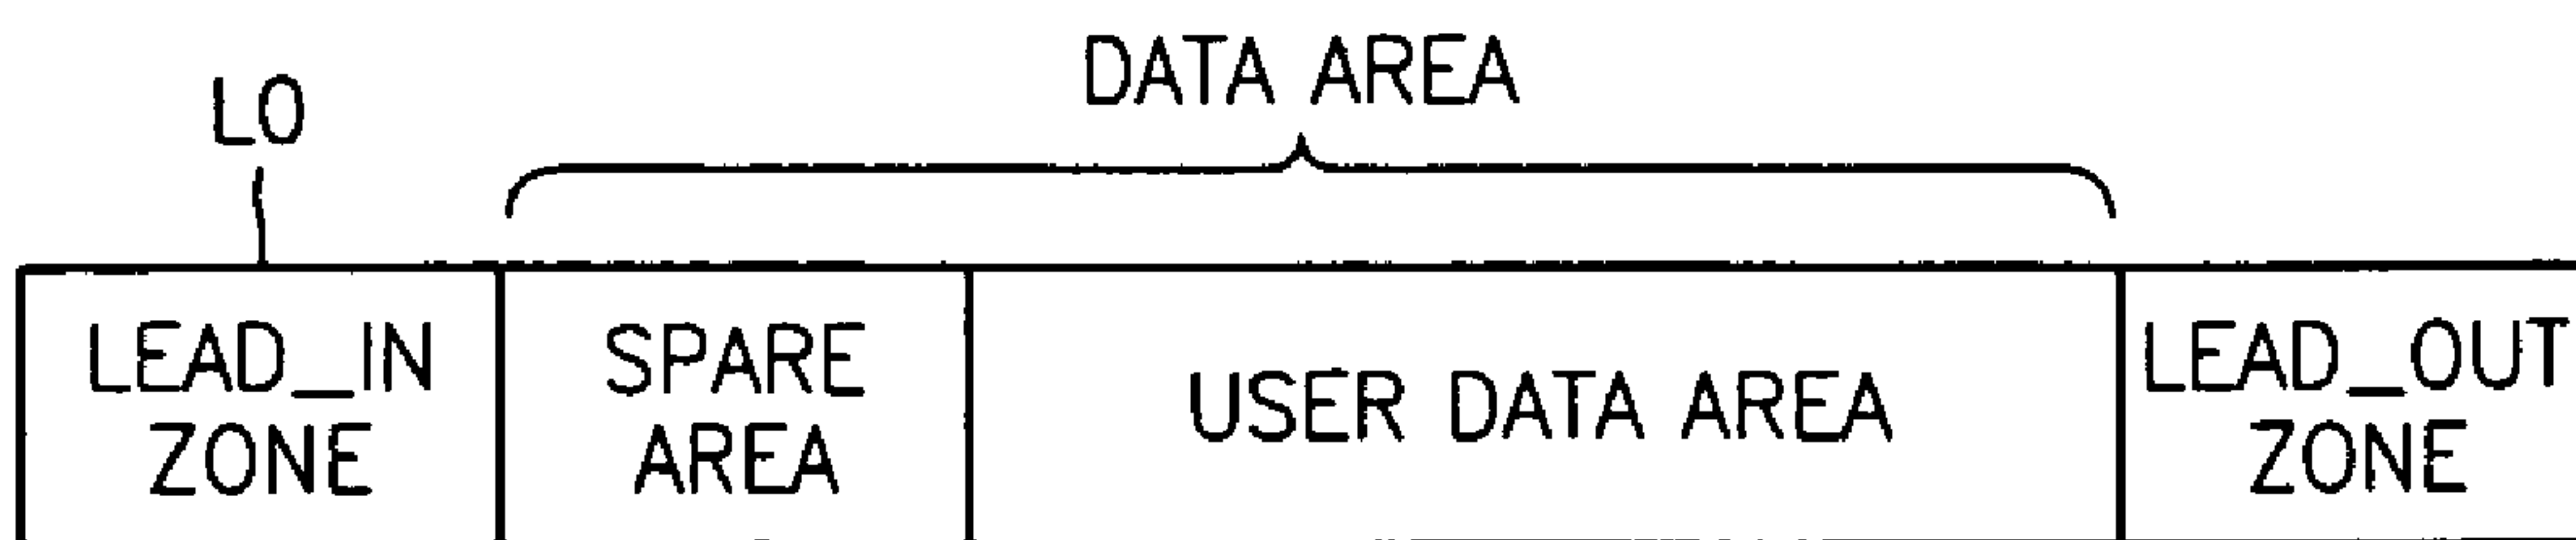 DATA AREA
LO
LEAD_IN
ZONE
SPARE
AREA
USER DATA AREA
LEAD_OUT
ZONE